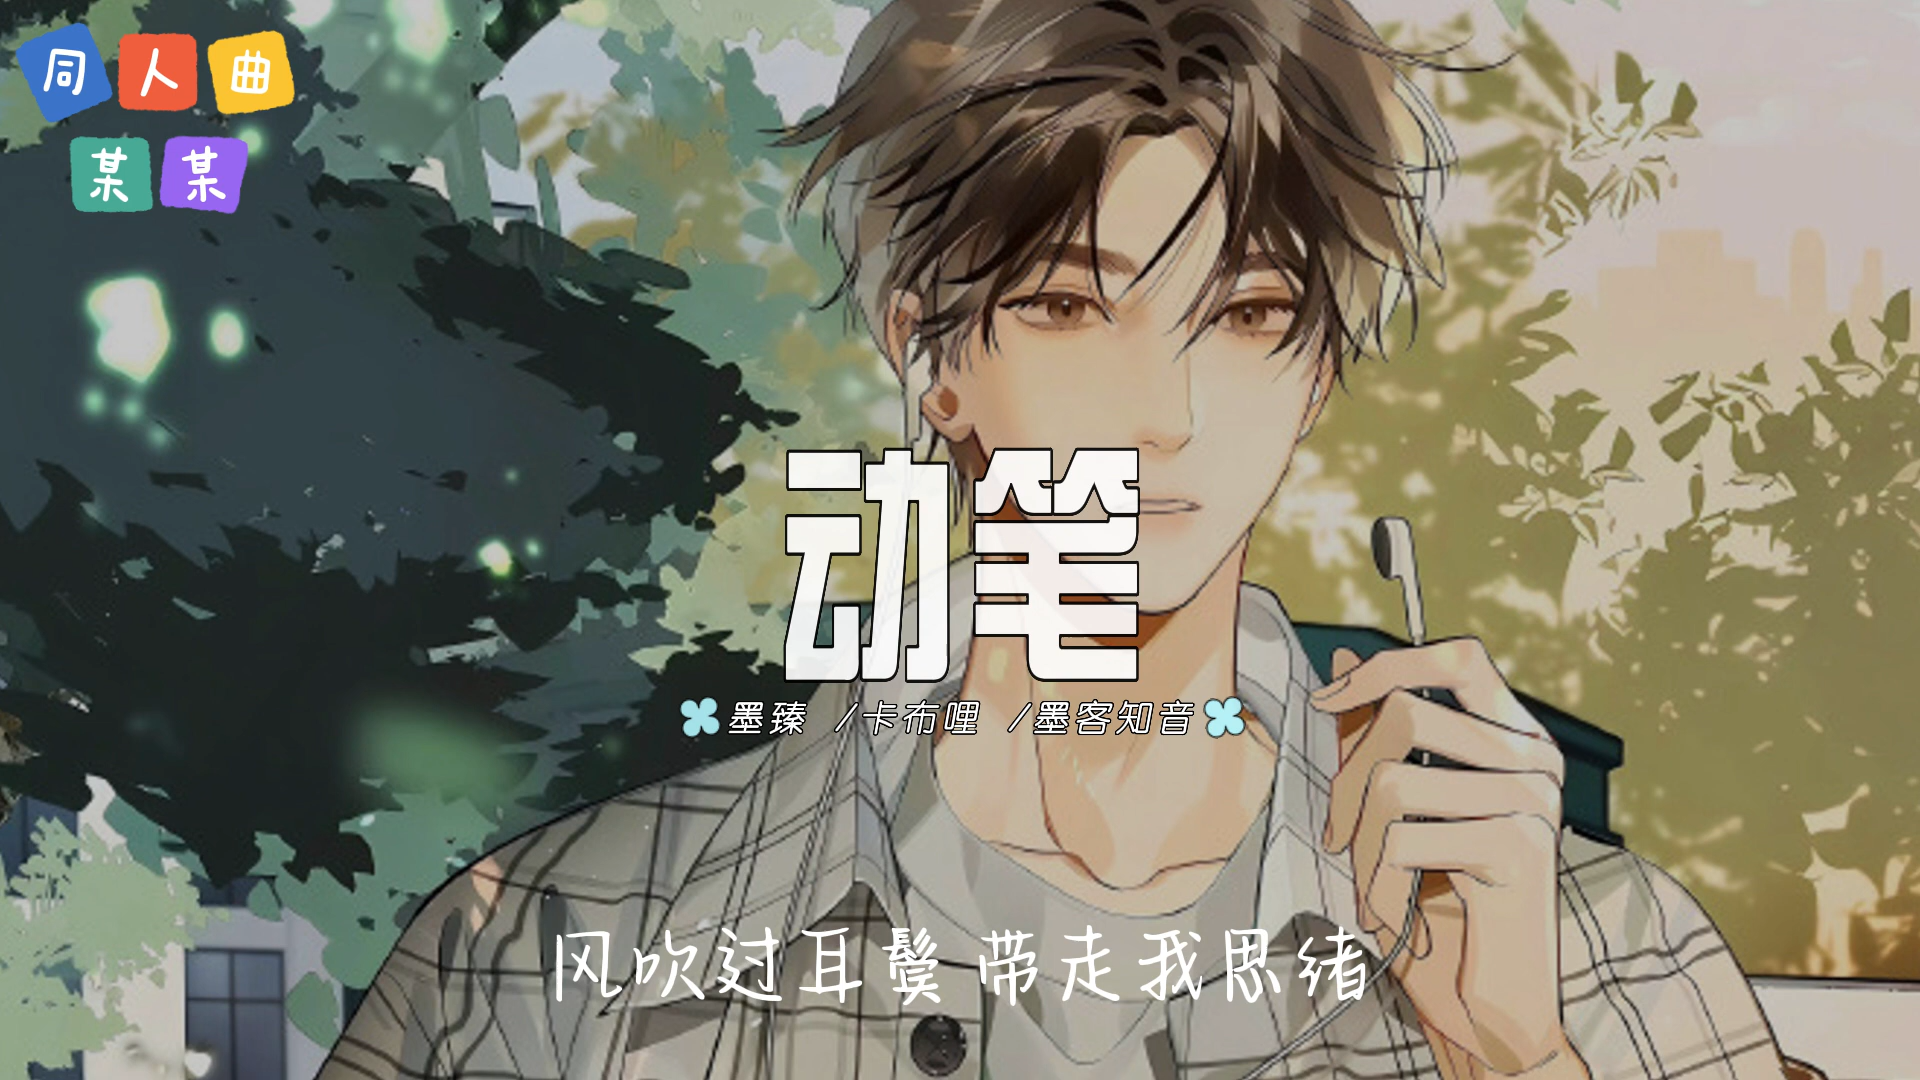 同人曲
某某
动笔
墨臻 /卡布哩 /墨客知音
风吹过耳鬓 带走我思绪